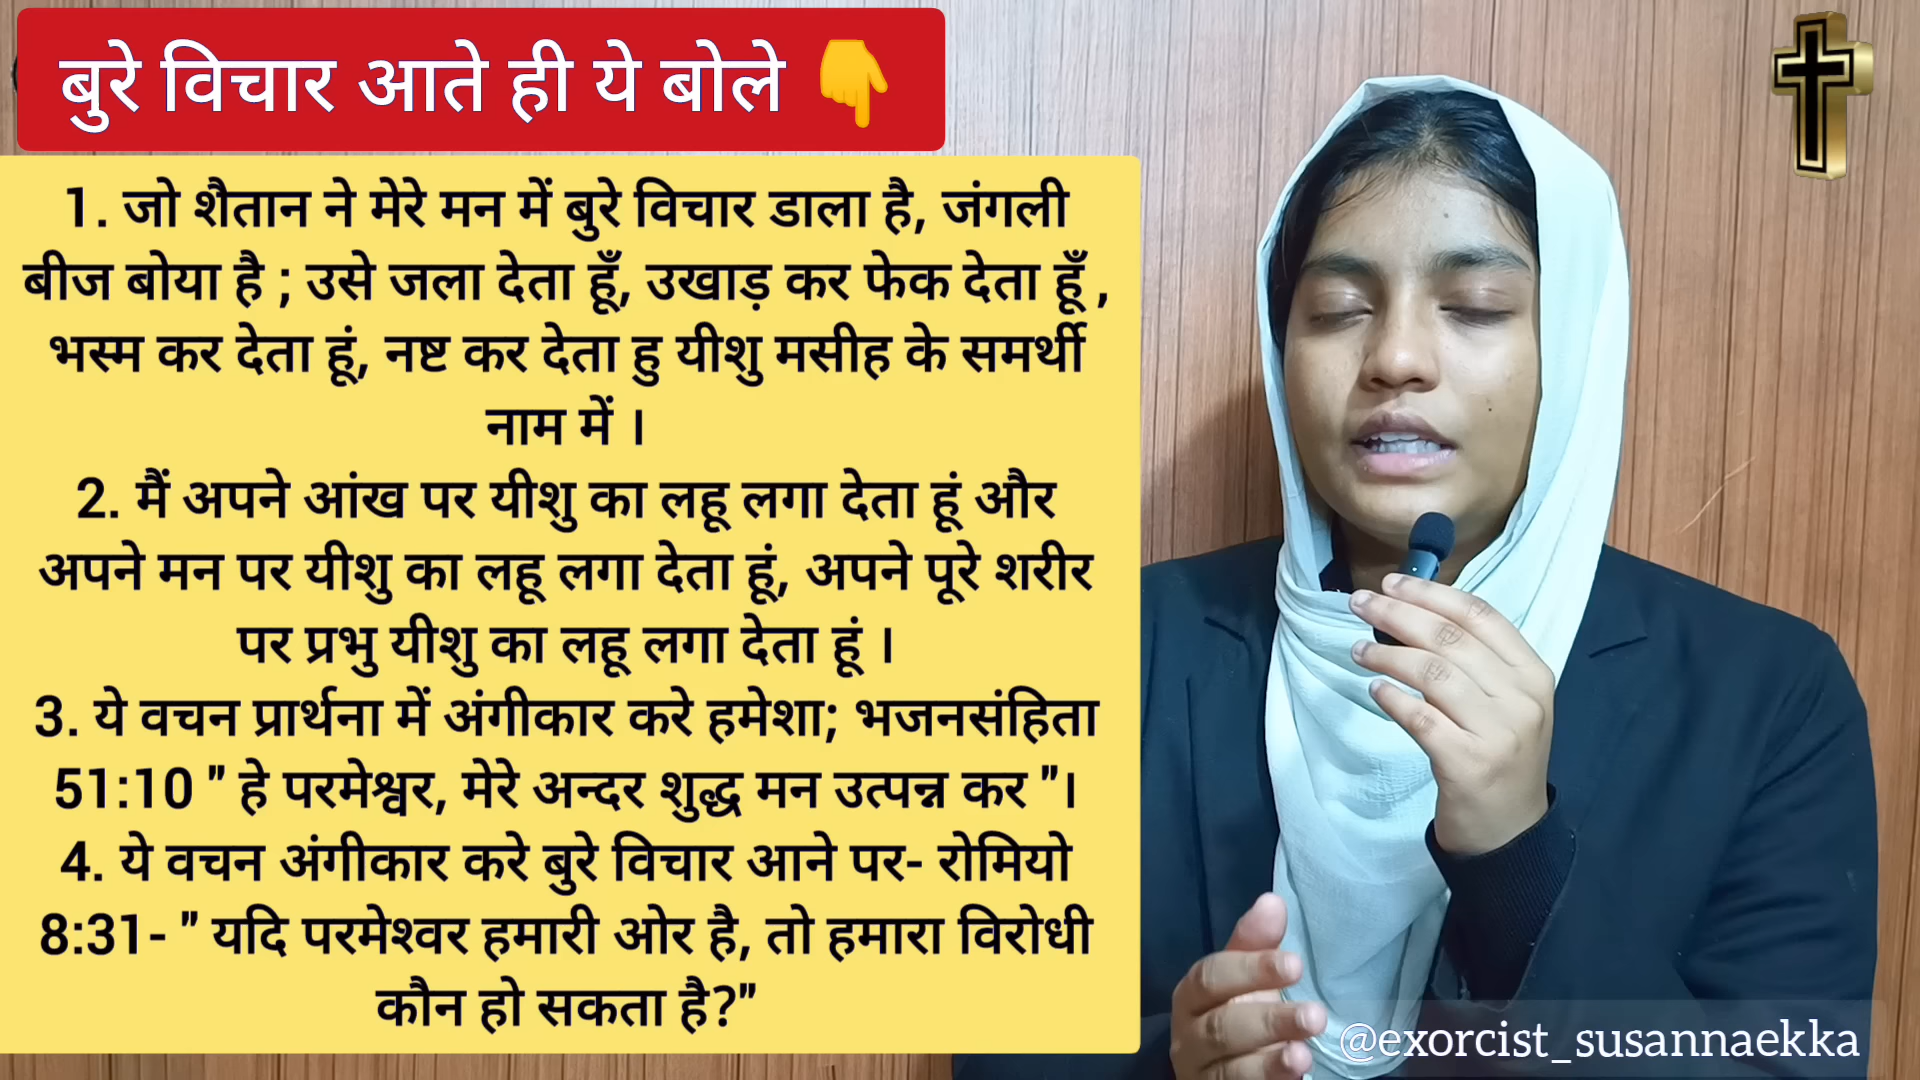 बुरे विचार आते ही ये बोले 👇
1. जो शैतान ने मेरे मन में बुरे विचार डाला है, जंगली
बीज बोया है ; उसे जला देता हूँ, उखाड़ कर फेक देता हूँ ,
भस्म कर देता हूं, नष्ट कर देता हु यीशु मसीह के समर्थी
नाम में ।
2. मैं अपने आंख पर यीशु का लहू लगा देता हूं और
अपने मन पर यीशु का लहू लगा देता हूं, अपने पूरे शरीर
पर प्रभु यीशु का लहू लगा देता हूं ।
3. ये वचन प्रार्थना में अंगीकार करे हमेशा; भजनसंहिता
51:10 " हे परमेश्वर, मेरे अन्दर शुद्ध मन उत्पन्न कर "।
4. ये वचन अंगीकार करे बुरे विचार आने पर- रोमियो
8:31- " यदि परमेश्वर हमारी ओर है, तो हमारा विरोधी
कौन हो सकता है?"
@exorcist_susannaekka